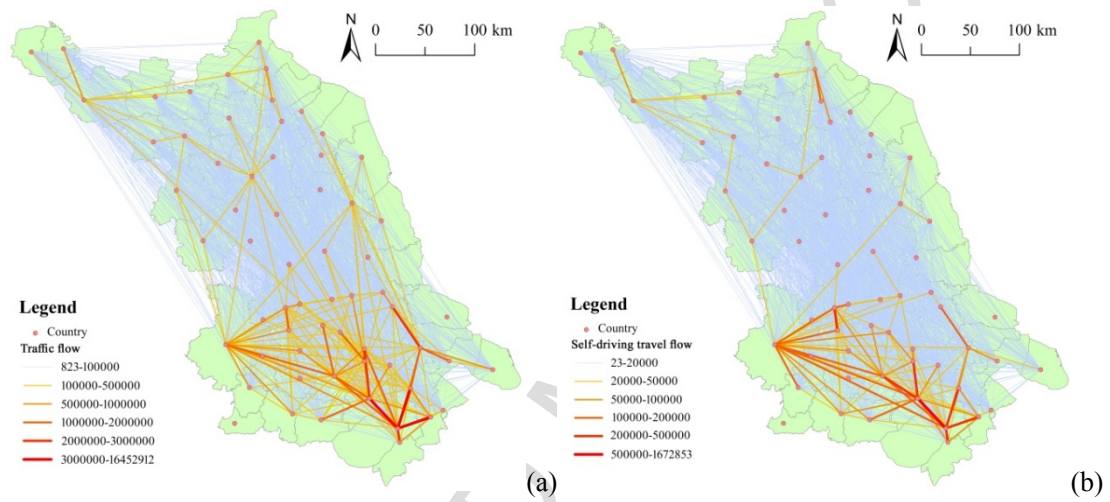 N
0 50 100 km
Legend
Country
Traffic flow
823-100000
100000-500000
500000-1000000
1000000-2000000
2000000-3000000
3000000-16452912
(a)
N
0 50 100 km
Legend
Country
Self-driving travel flow
23-20000
20000-50000
50000-100000
100000-200000
200000-500000
500000-1672853
(b)